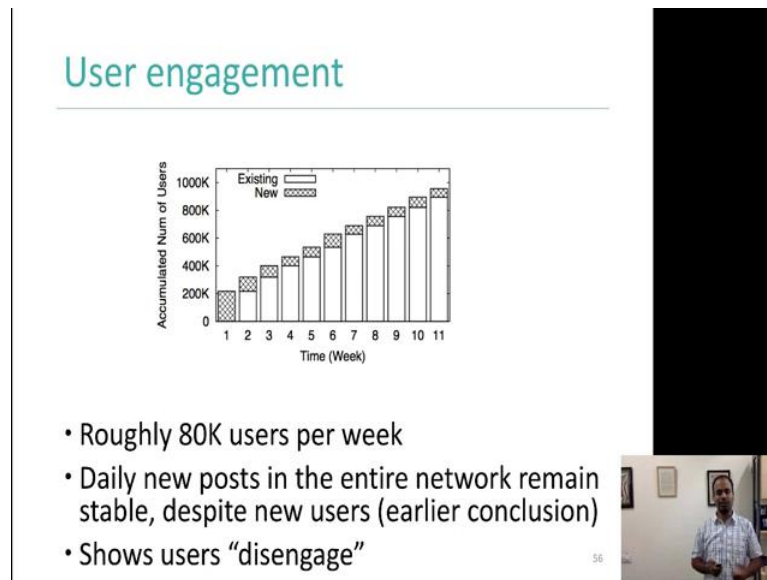 User engagement
Accumulated Num of Users
1000K
800K
600K
400K
200K
0
Existing
New
1 2 3 4 5 6 7 8 9 10 11
Time (Week)
• Roughly 80K users per week
• Daily new posts in the entire network remain
stable, despite new users (earlier conclusion)
• Shows users “disengage”
56